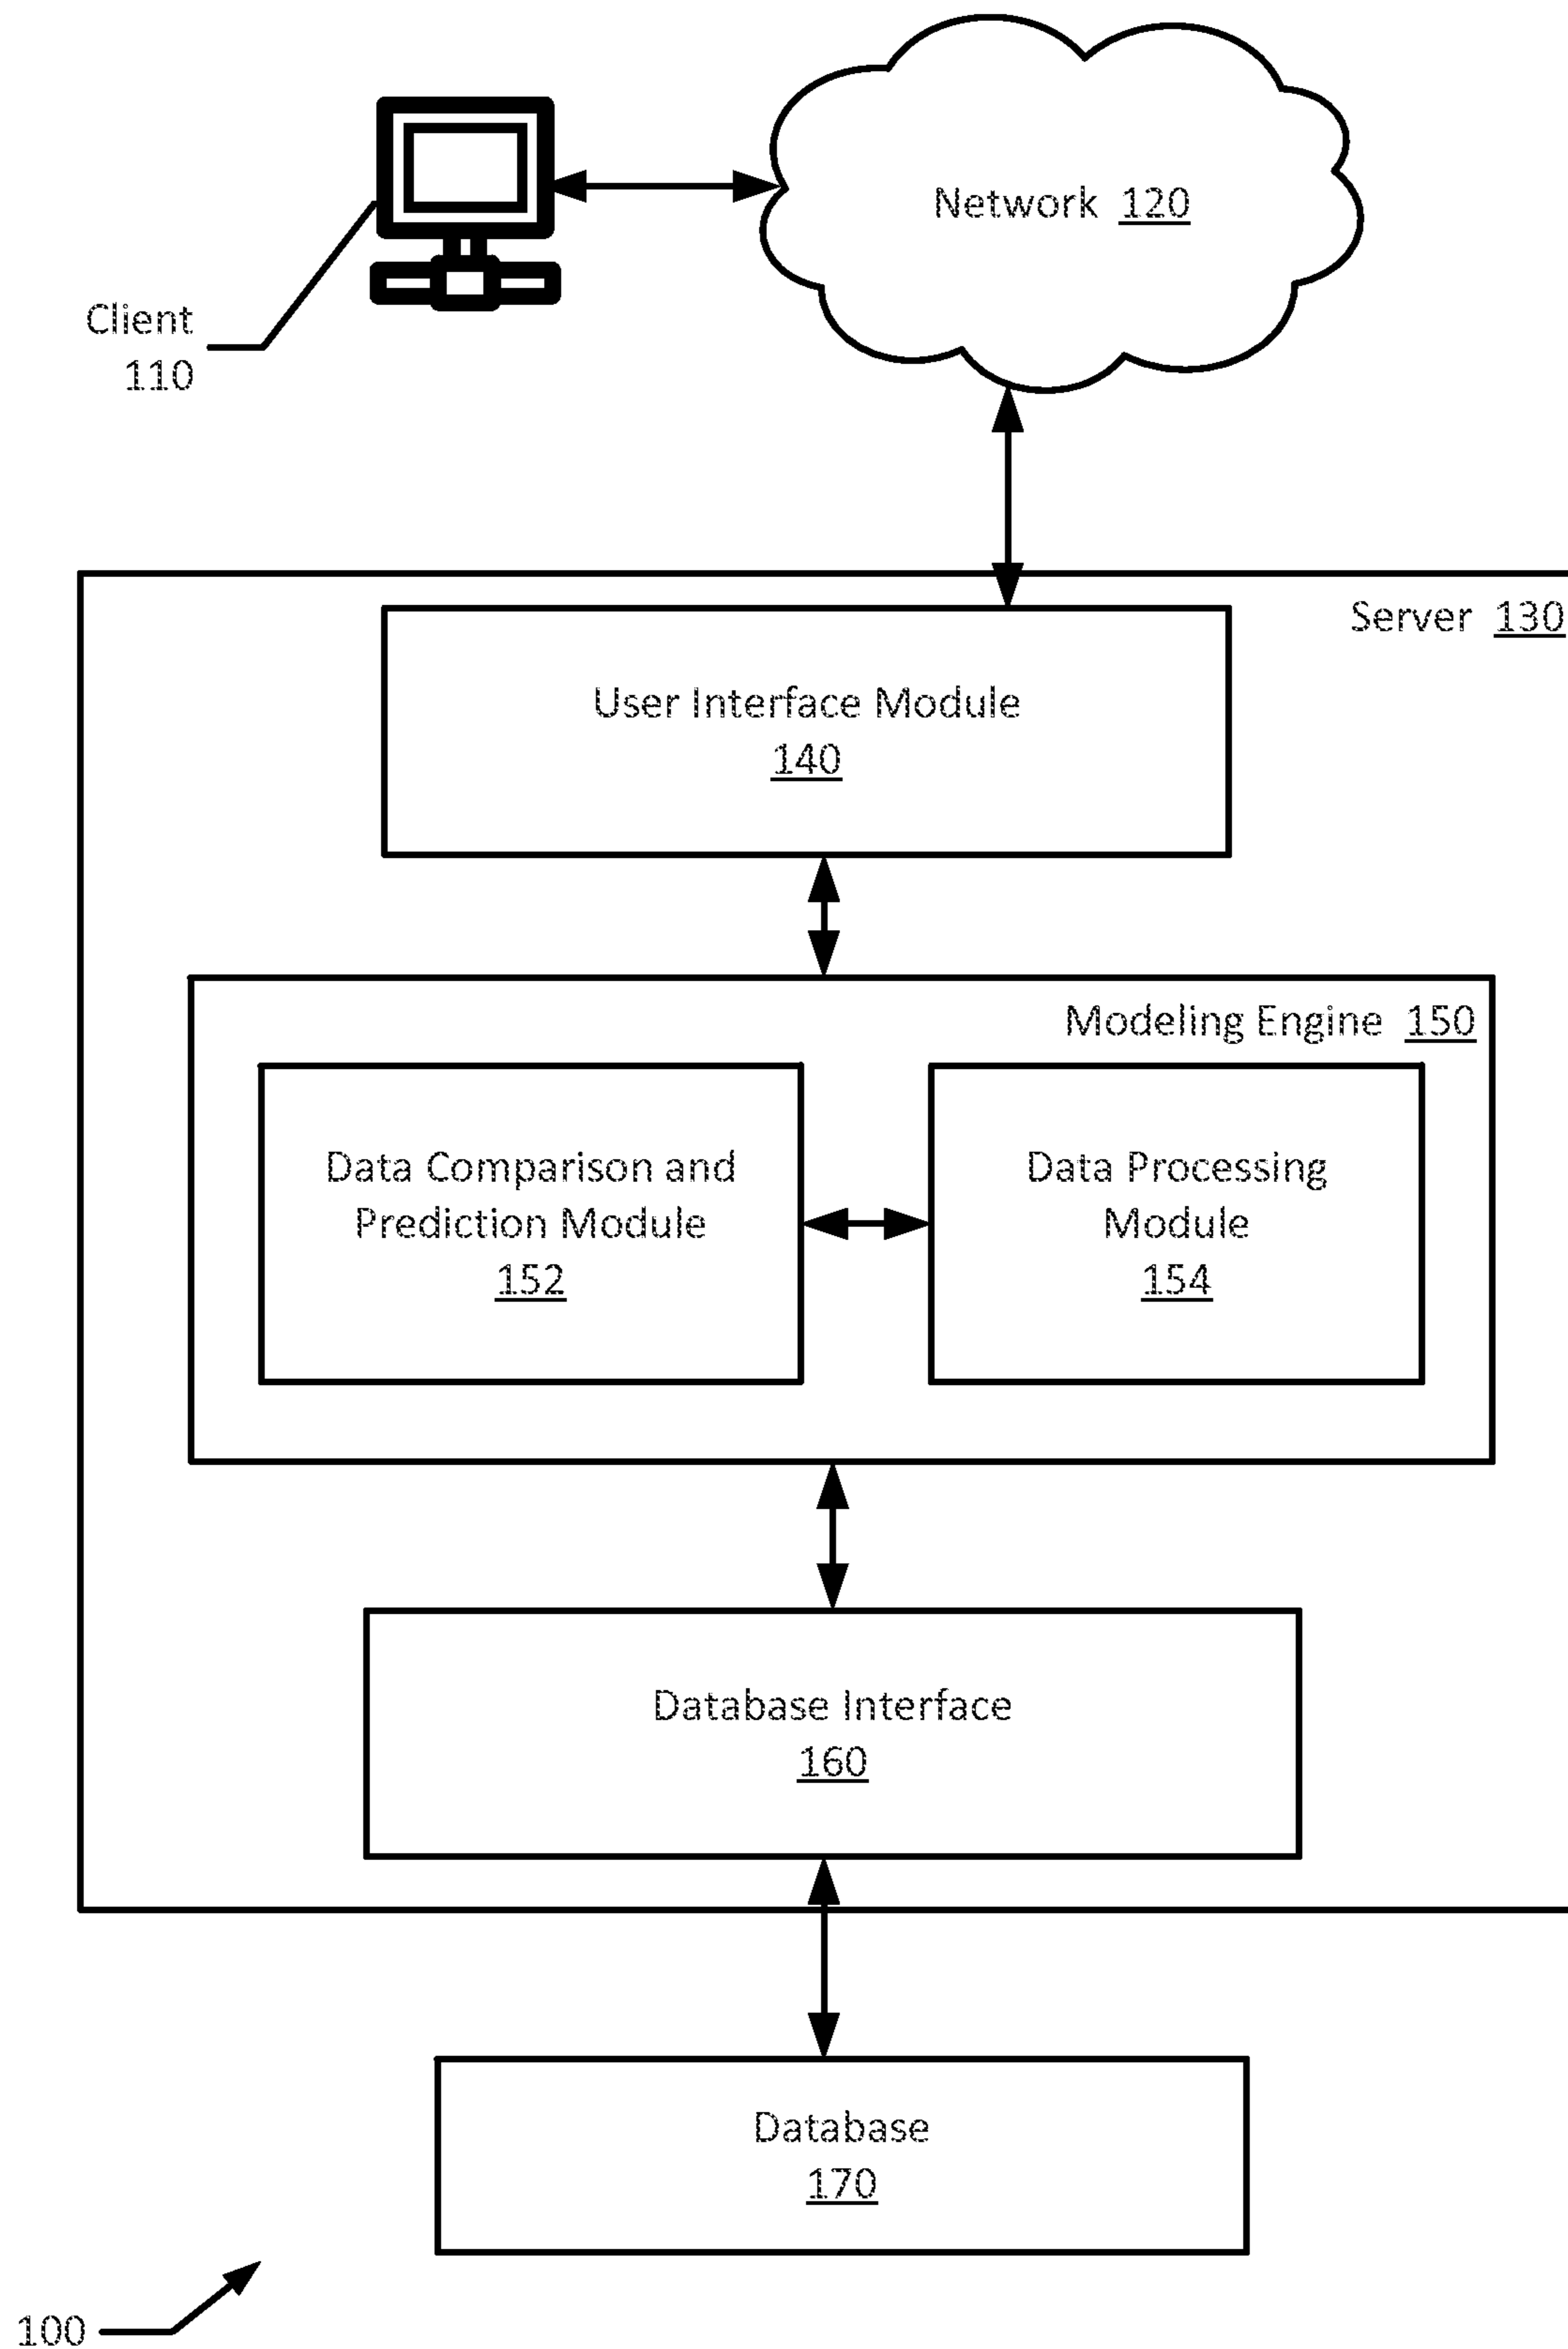 Network 120
Client
110
Server 130
User Interface Module
140
Modeling Engine 150
Data Comparison and
Prediction Module
152
Data Processing
Module
154
Database Interface
160
Database
170
100